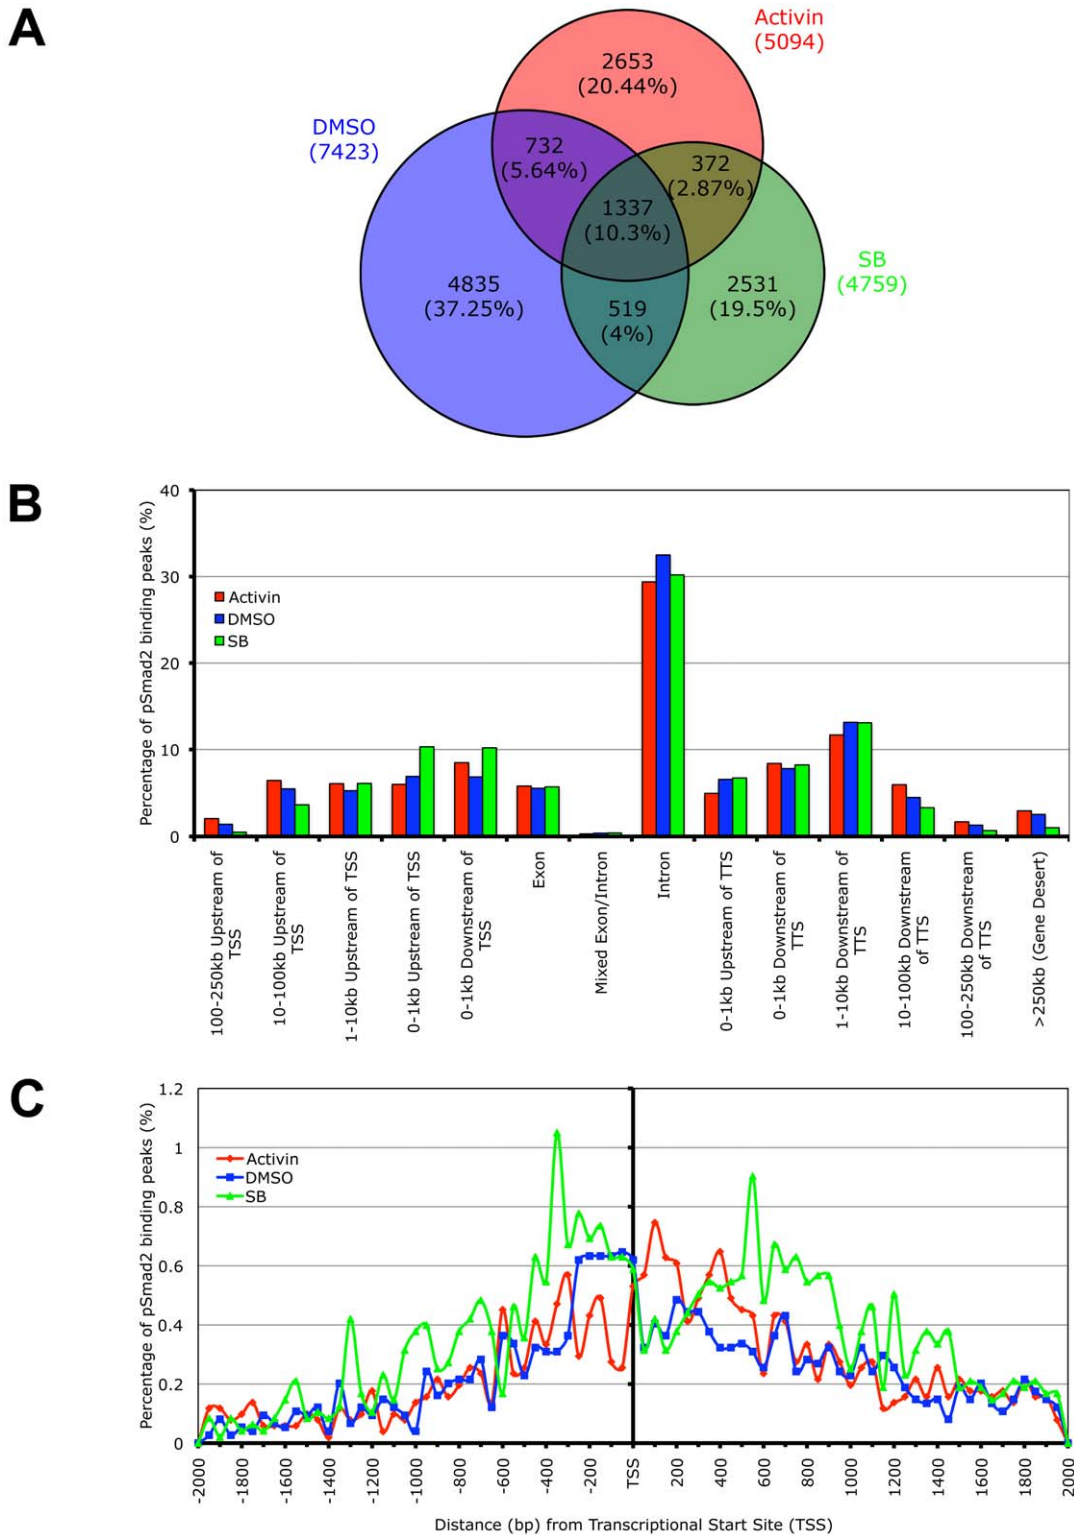 A
Activin
(5094)
2653
(20.44%)
DMSO
(7423)
732
(5.64%)
372
(2.87%)
1337
(10.3%)
SB
(4759)
4835
(37.25%)
2531
(19.5%)
519
(4%)
B
Percentage of pSmad2 binding peaks (%)
40
30
20
10
0
Activin
DMSO
SB
100-250kb Upstream of
TSS
10-100kb Upstream of
TSS
1-10kb Upstream of TSS
0-1kb Upstream of TSS
0-1kb Downstream of
TSS
Exon
Mixed Exon/Intron
Intron
0-1kb Upstream of TTS
0-1kb Downstream of
TTS
1-10kb Downstream of
TTS
10-100kb Downstream
of TTS
100-250kb Downstream
of TTS
>250kb (Gene Desert)
C
Percentage of pSmad2 binding peaks (%)
1.2
1
0.8
0.6
0.4
0.2
0
Activin
DMSO
SB
-2000
-1800
-1600
-1400
-1200
-1000
-800
-600
-400
-200
TSS
200
400
600
800
1000
1200
1400
1600
1800
2000
Distance (bp) from Transcriptional Start Site (TSS)